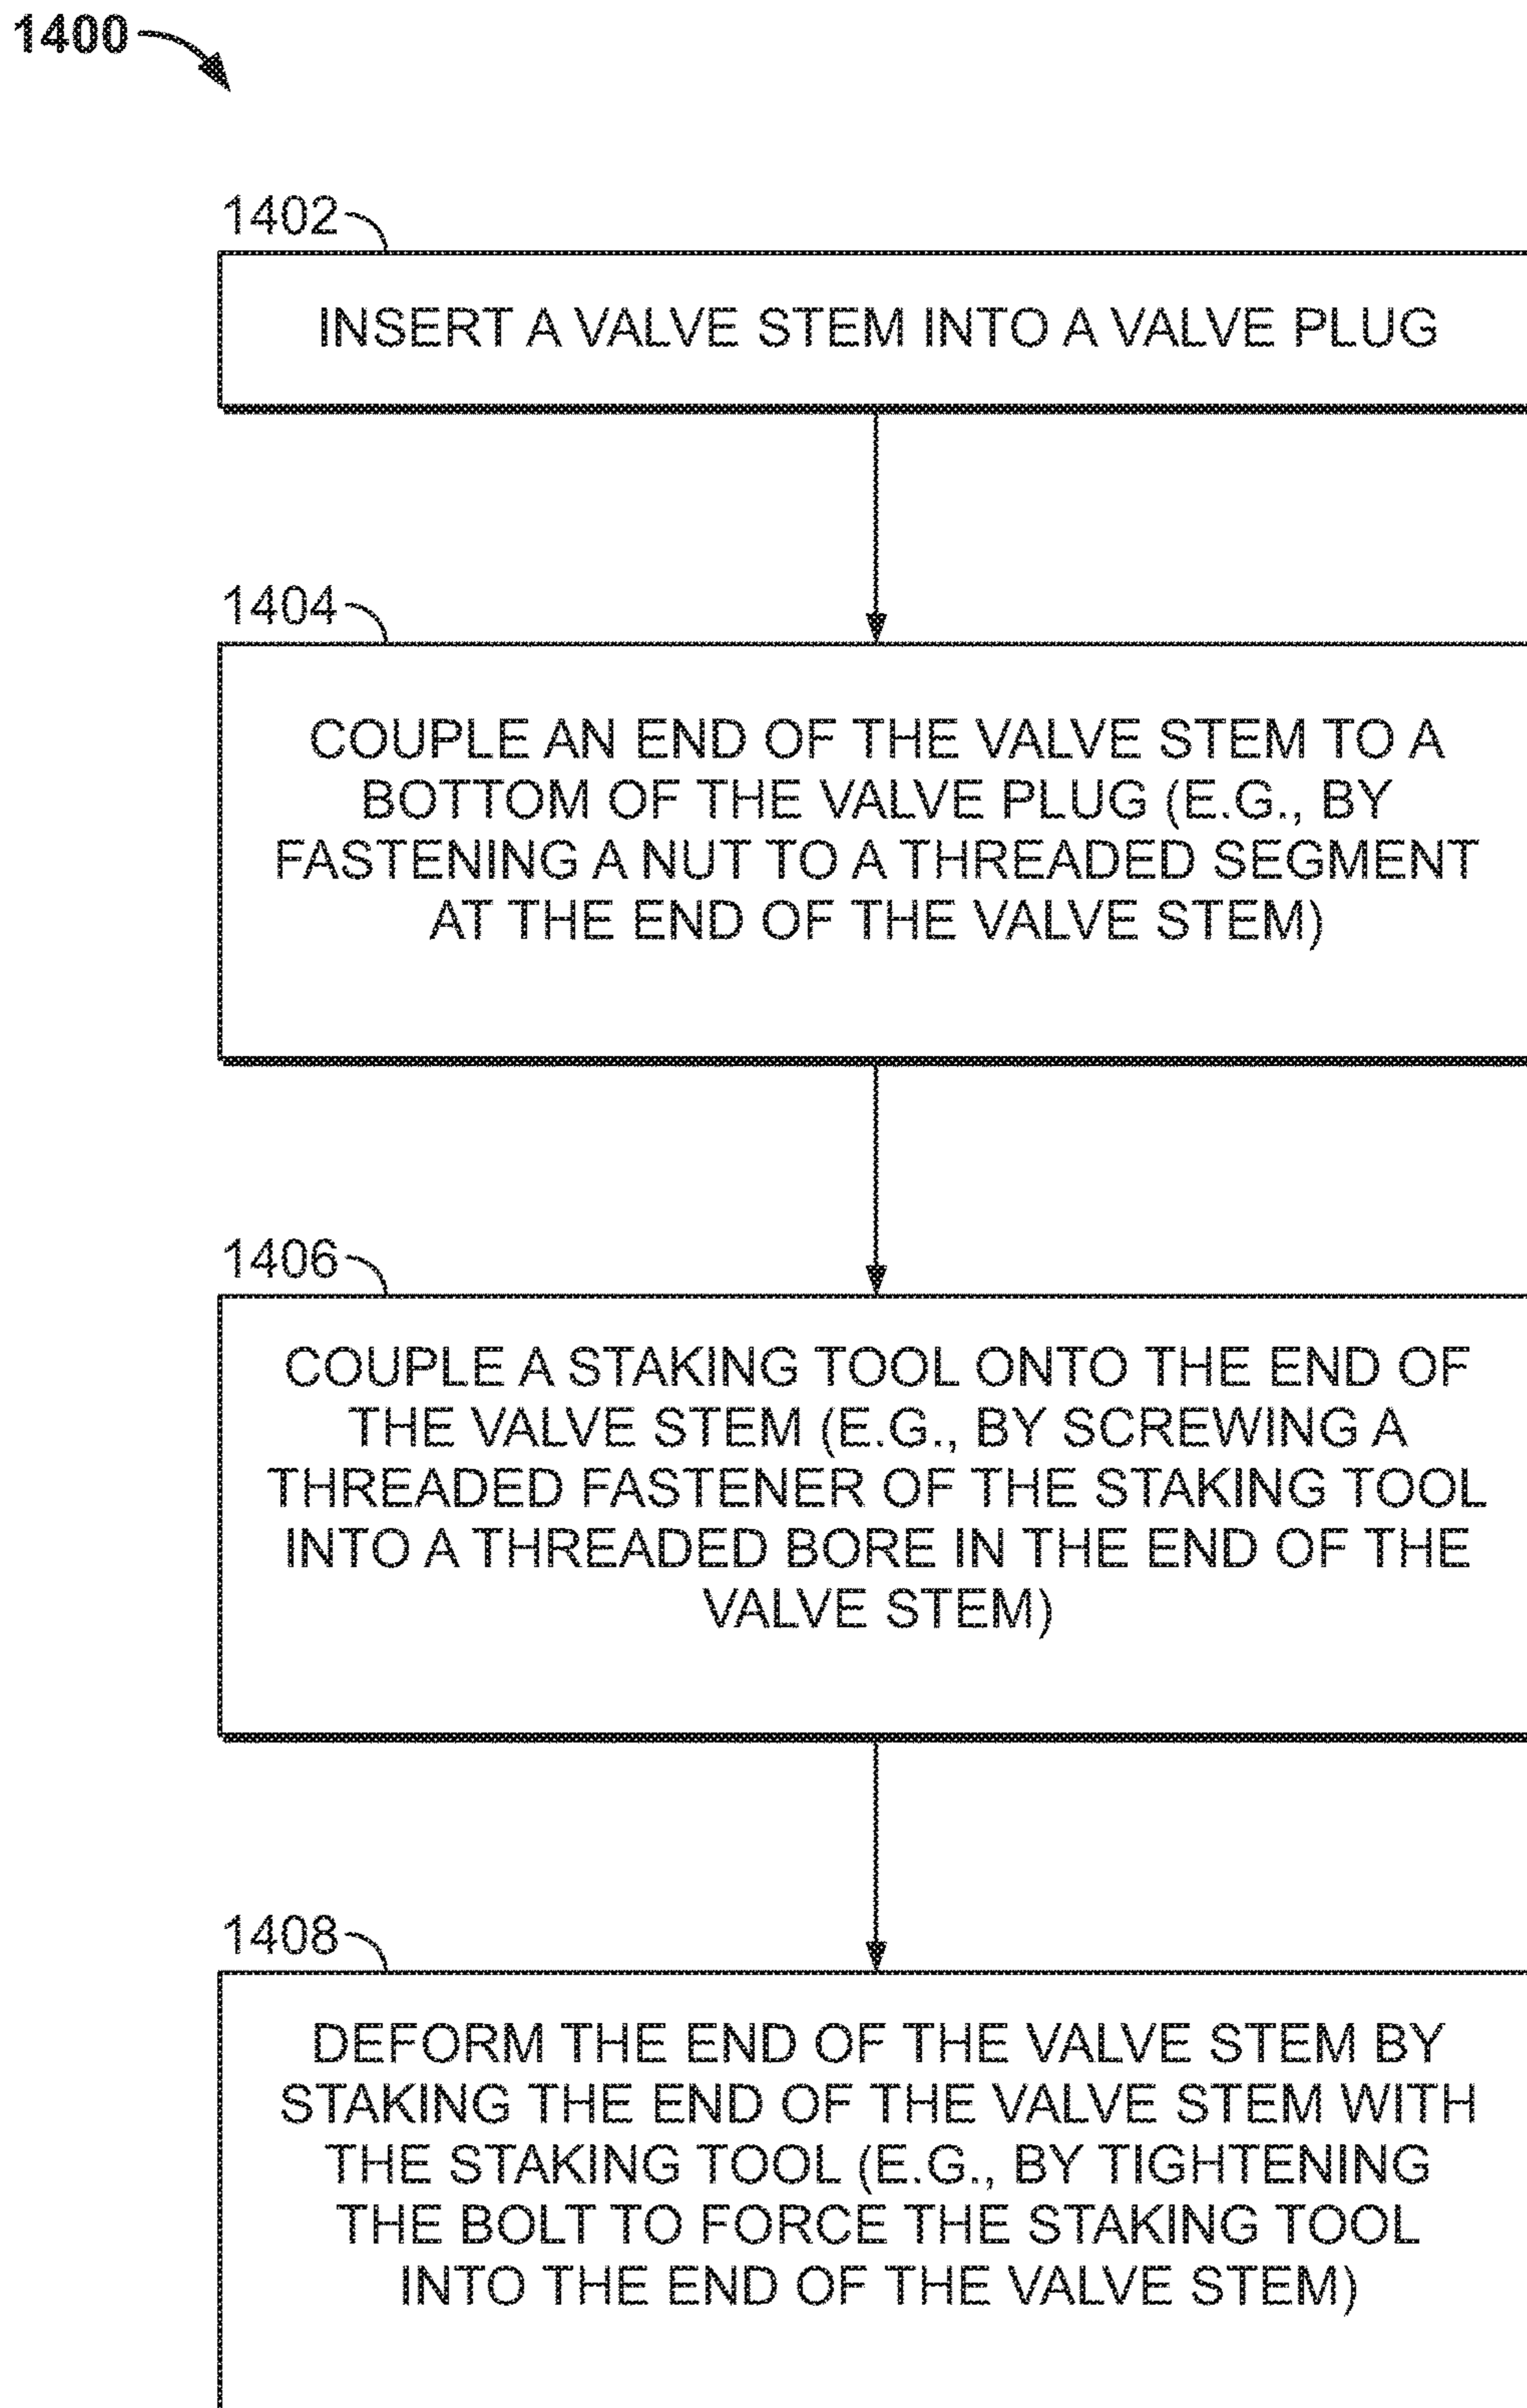 1400
1402
INSERT A VALVE STEM INTO A VALVE PLUG
1404
COUPLE AN END OF THE VALVE STEM TO A
BOTTOM OF THE VALVE PLUG (E.G., BY
FASTENING A NUT TO A THREADED SEGMENT
AT THE END OF THE VALVE STEM)
1406
COUPLE A STAKING TOOL ONTO THE END OF
THE VALVE STEM (E.G., BY SCREWING A
THREADED FASTENER OF THE STAKING TOOL
INTO A THREADED BORE IN THE END OF THE
VALVE STEM)
1408
DEFORM THE END OF THE VALVE STEM BY
STAKING THE END OF THE VALVE STEM WITH
THE STAKING TOOL (E.G., BY TIGHTENING
THE BOLT TO FORCE THE STAKING TOOL
INTO THE END OF THE VALVE STEM)